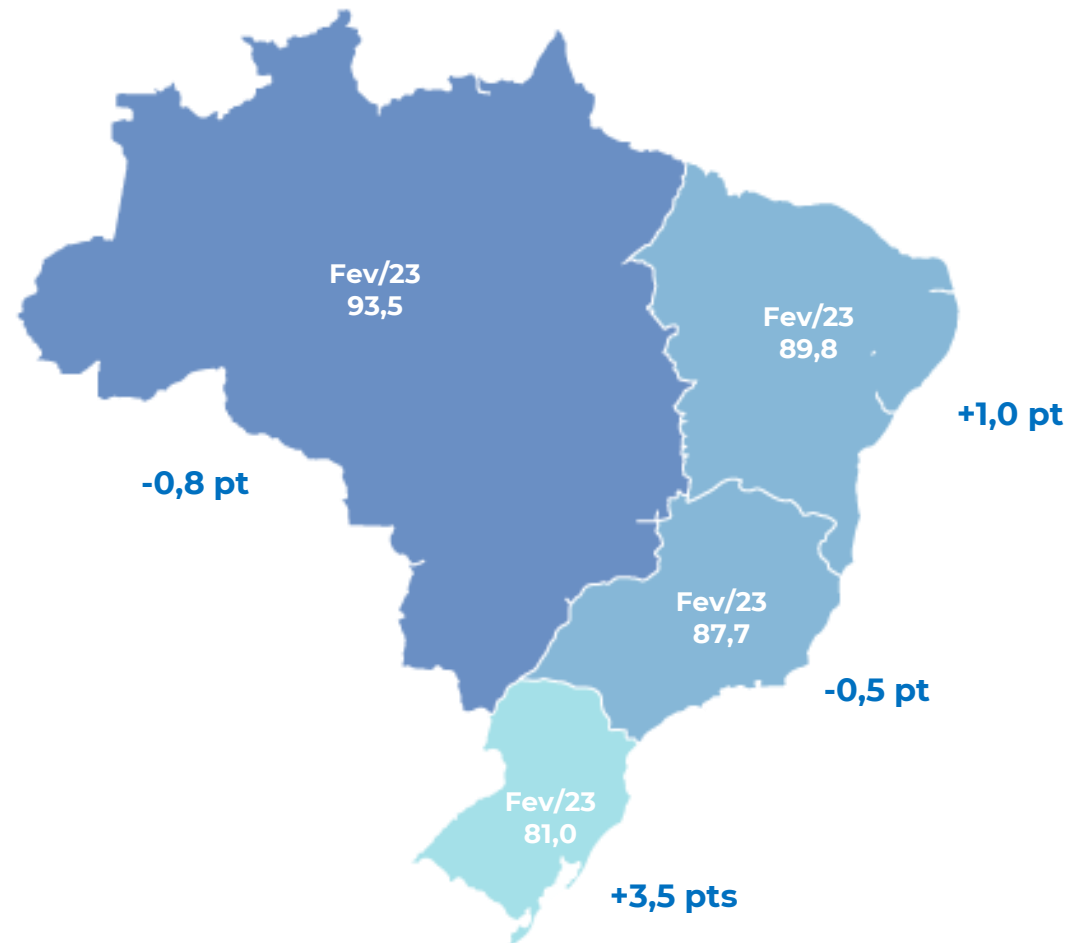 Fev/23
93,5
Fev/23
89,8
+1,0 pt
-0,8 pt
Fev/23
87,7
-0,5 pt
Fev/23
81,0
+3,5 pts